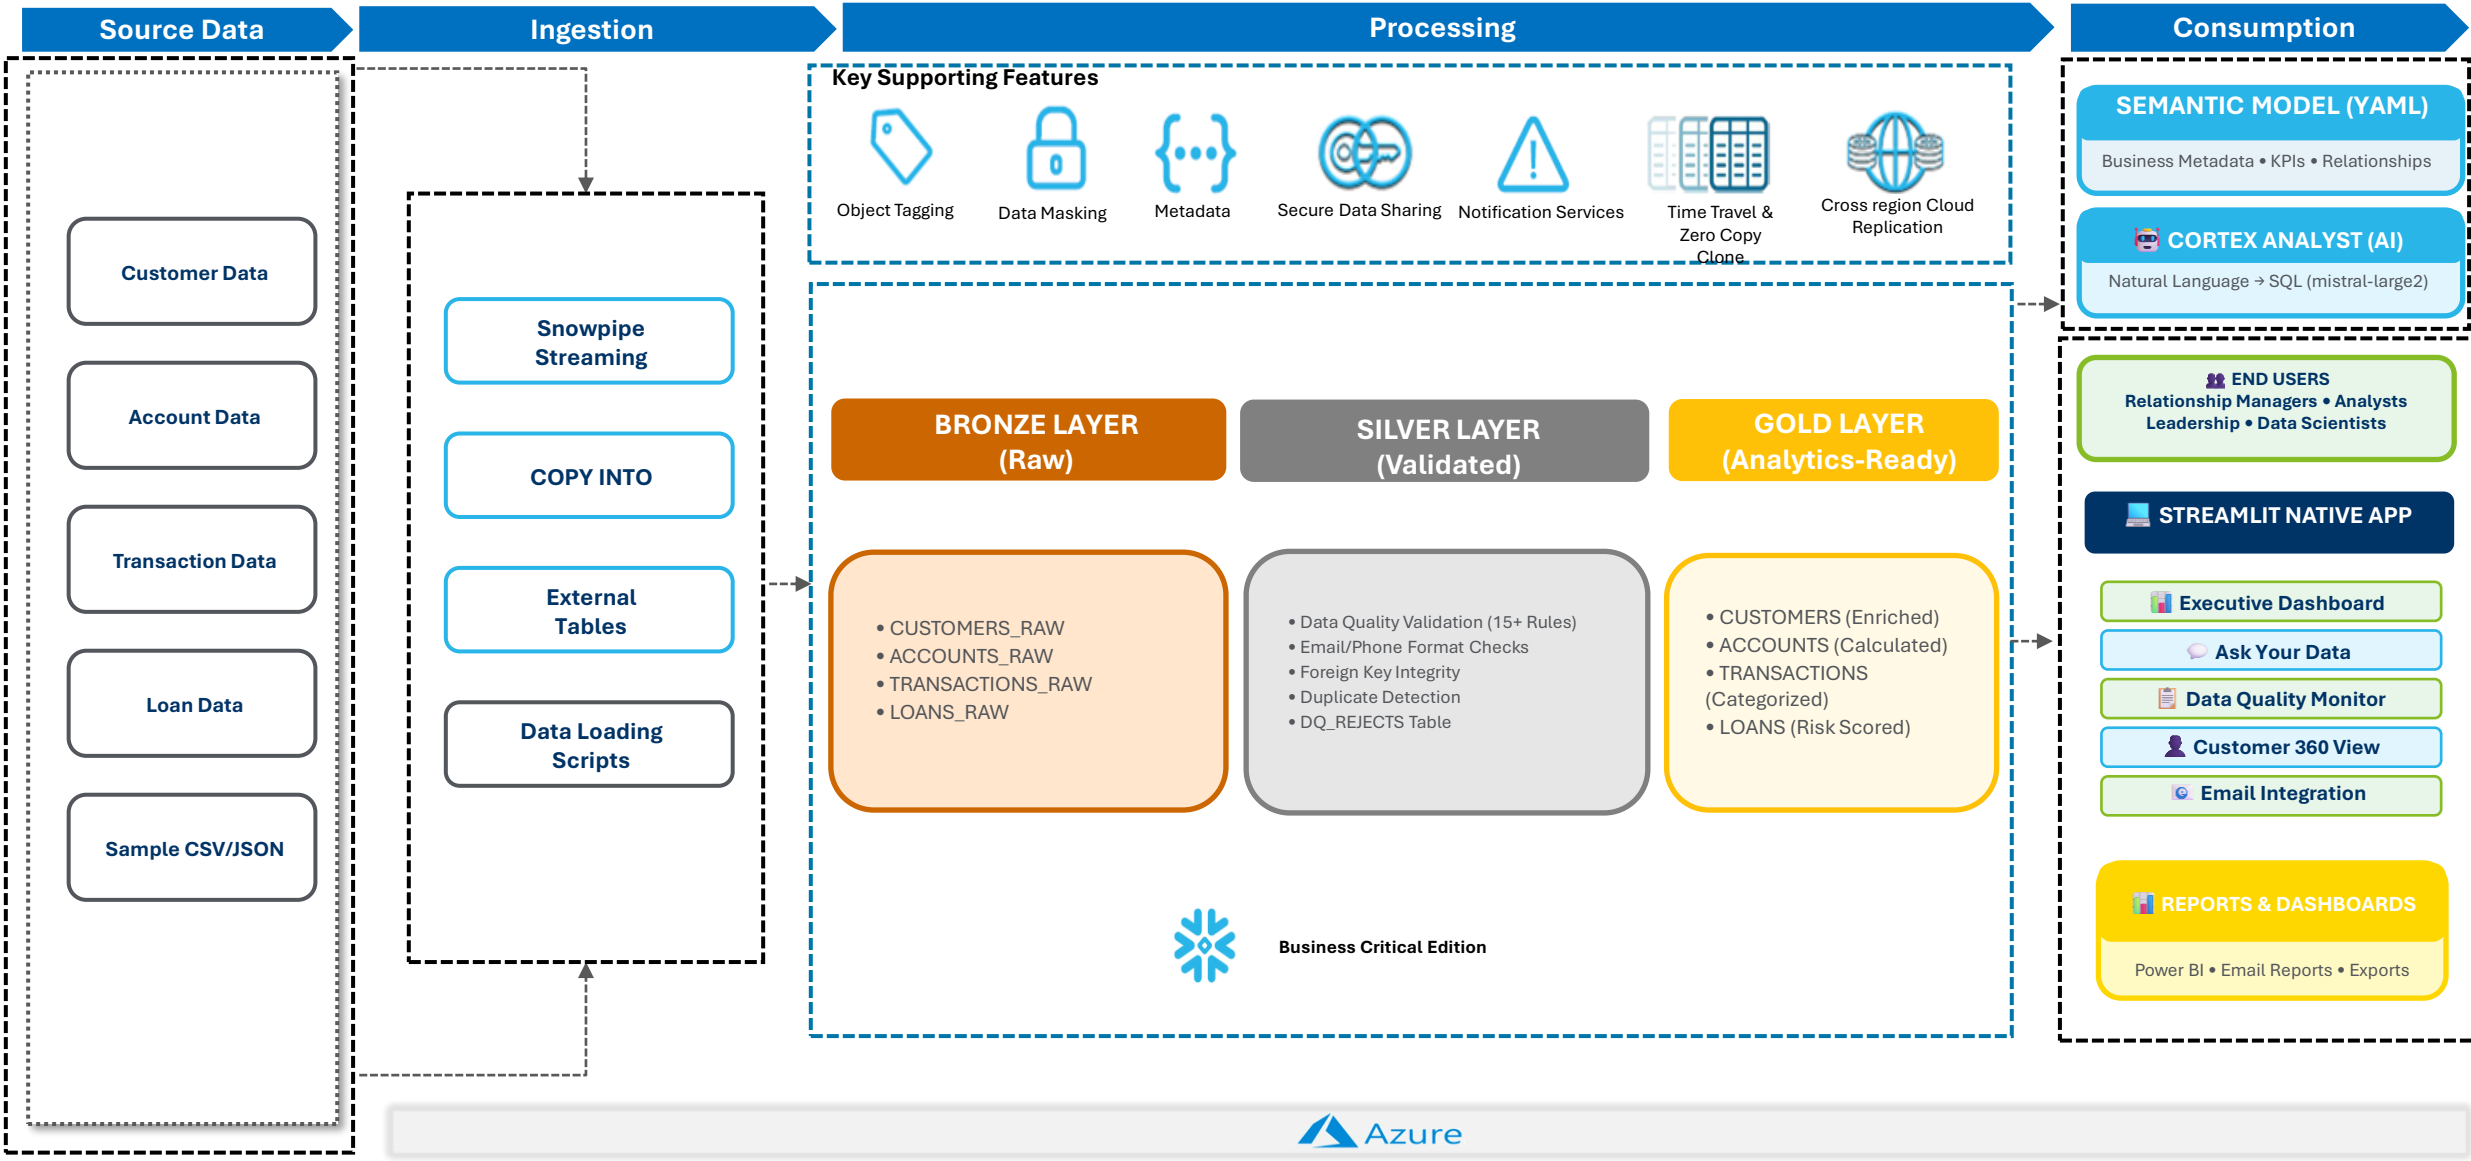 Source Data
Ingestion
Processing
Consumption
Customer Data
Account Data
Transaction Data
Loan Data
Sample CSV/JSON
Snowpipe
Streaming
COPY INTO
External
Tables
Data Loading
Scripts
Key Supporting Features
Object Tagging
Data Masking
Metadata
Secure Data Sharing
Notification Services
Time Travel &
Zero Copy
Clone
Cross region Cloud
Replication
BRONZE LAYER
(Raw)
• CUSTOMERS_RAW
• ACCOUNTS_RAW
• TRANSACTIONS_RAW
• LOANS_RAW
SILVER LAYER
(Validated)
• Data Quality Validation (15+ Rules)
• Email/Phone Format Checks
• Foreign Key Integrity
• Duplicate Detection
• DQ_REJECTS Table
GOLD LAYER
(Analytics-Ready)
• CUSTOMERS (Enriched)
• ACCOUNTS (Calculated)
• TRANSACTIONS
(Categorized)
• LOANS (Risk Scored)
Business Critical Edition
SEMANTIC MODEL (YAML)
Business Metadata • KPIs • Relationships
CORTEX ANALYST (AI)
Natural Language → SQL (mistral-large2)
END USERS
Relationship Managers • Analysts
Leadership • Data Scientists
STREAMLIT NATIVE APP
Executive Dashboard
Ask Your Data
Data Quality Monitor
Customer 360 View
Email Integration
REPORTS & DASHBOARDS
Power BI • Email Reports • Exports
Azure